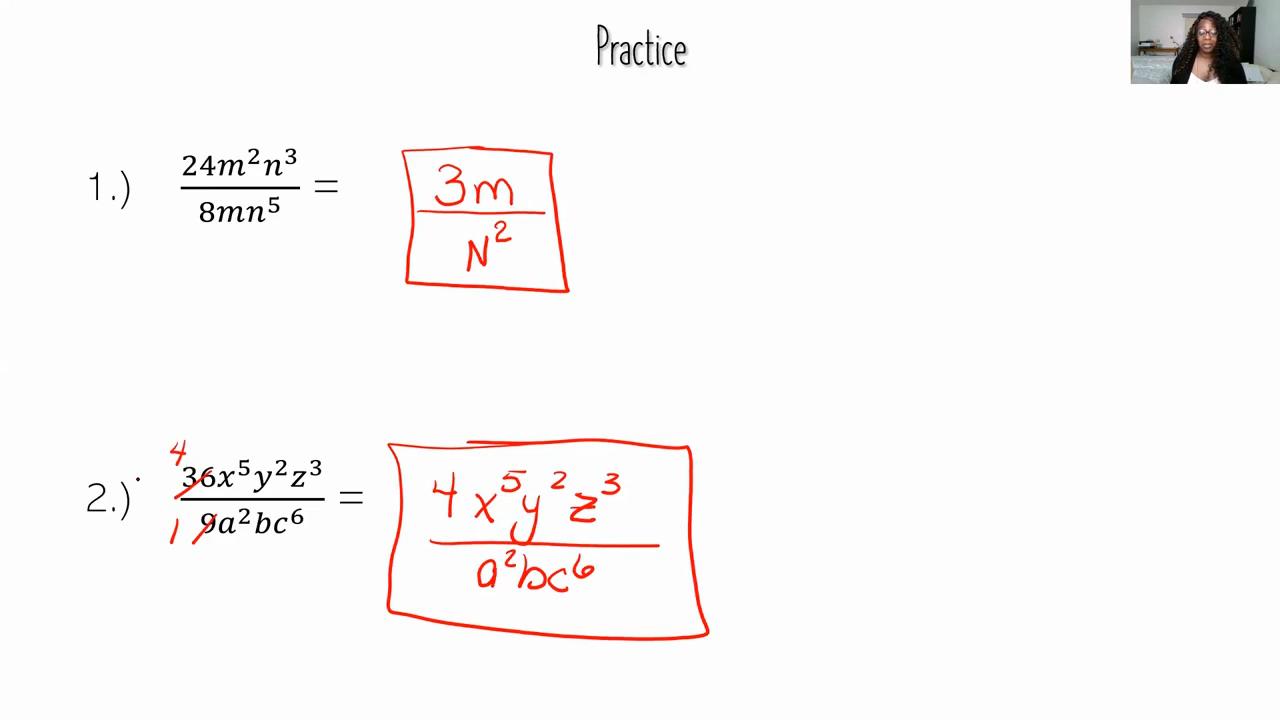 Practice
1.) 24m²n³ / 8mn⁵ = 3m / N²
4
2.) 36x⁵y²z³ / 9a²bc⁶ = 4x⁵y²z³ / a²bc⁶
1